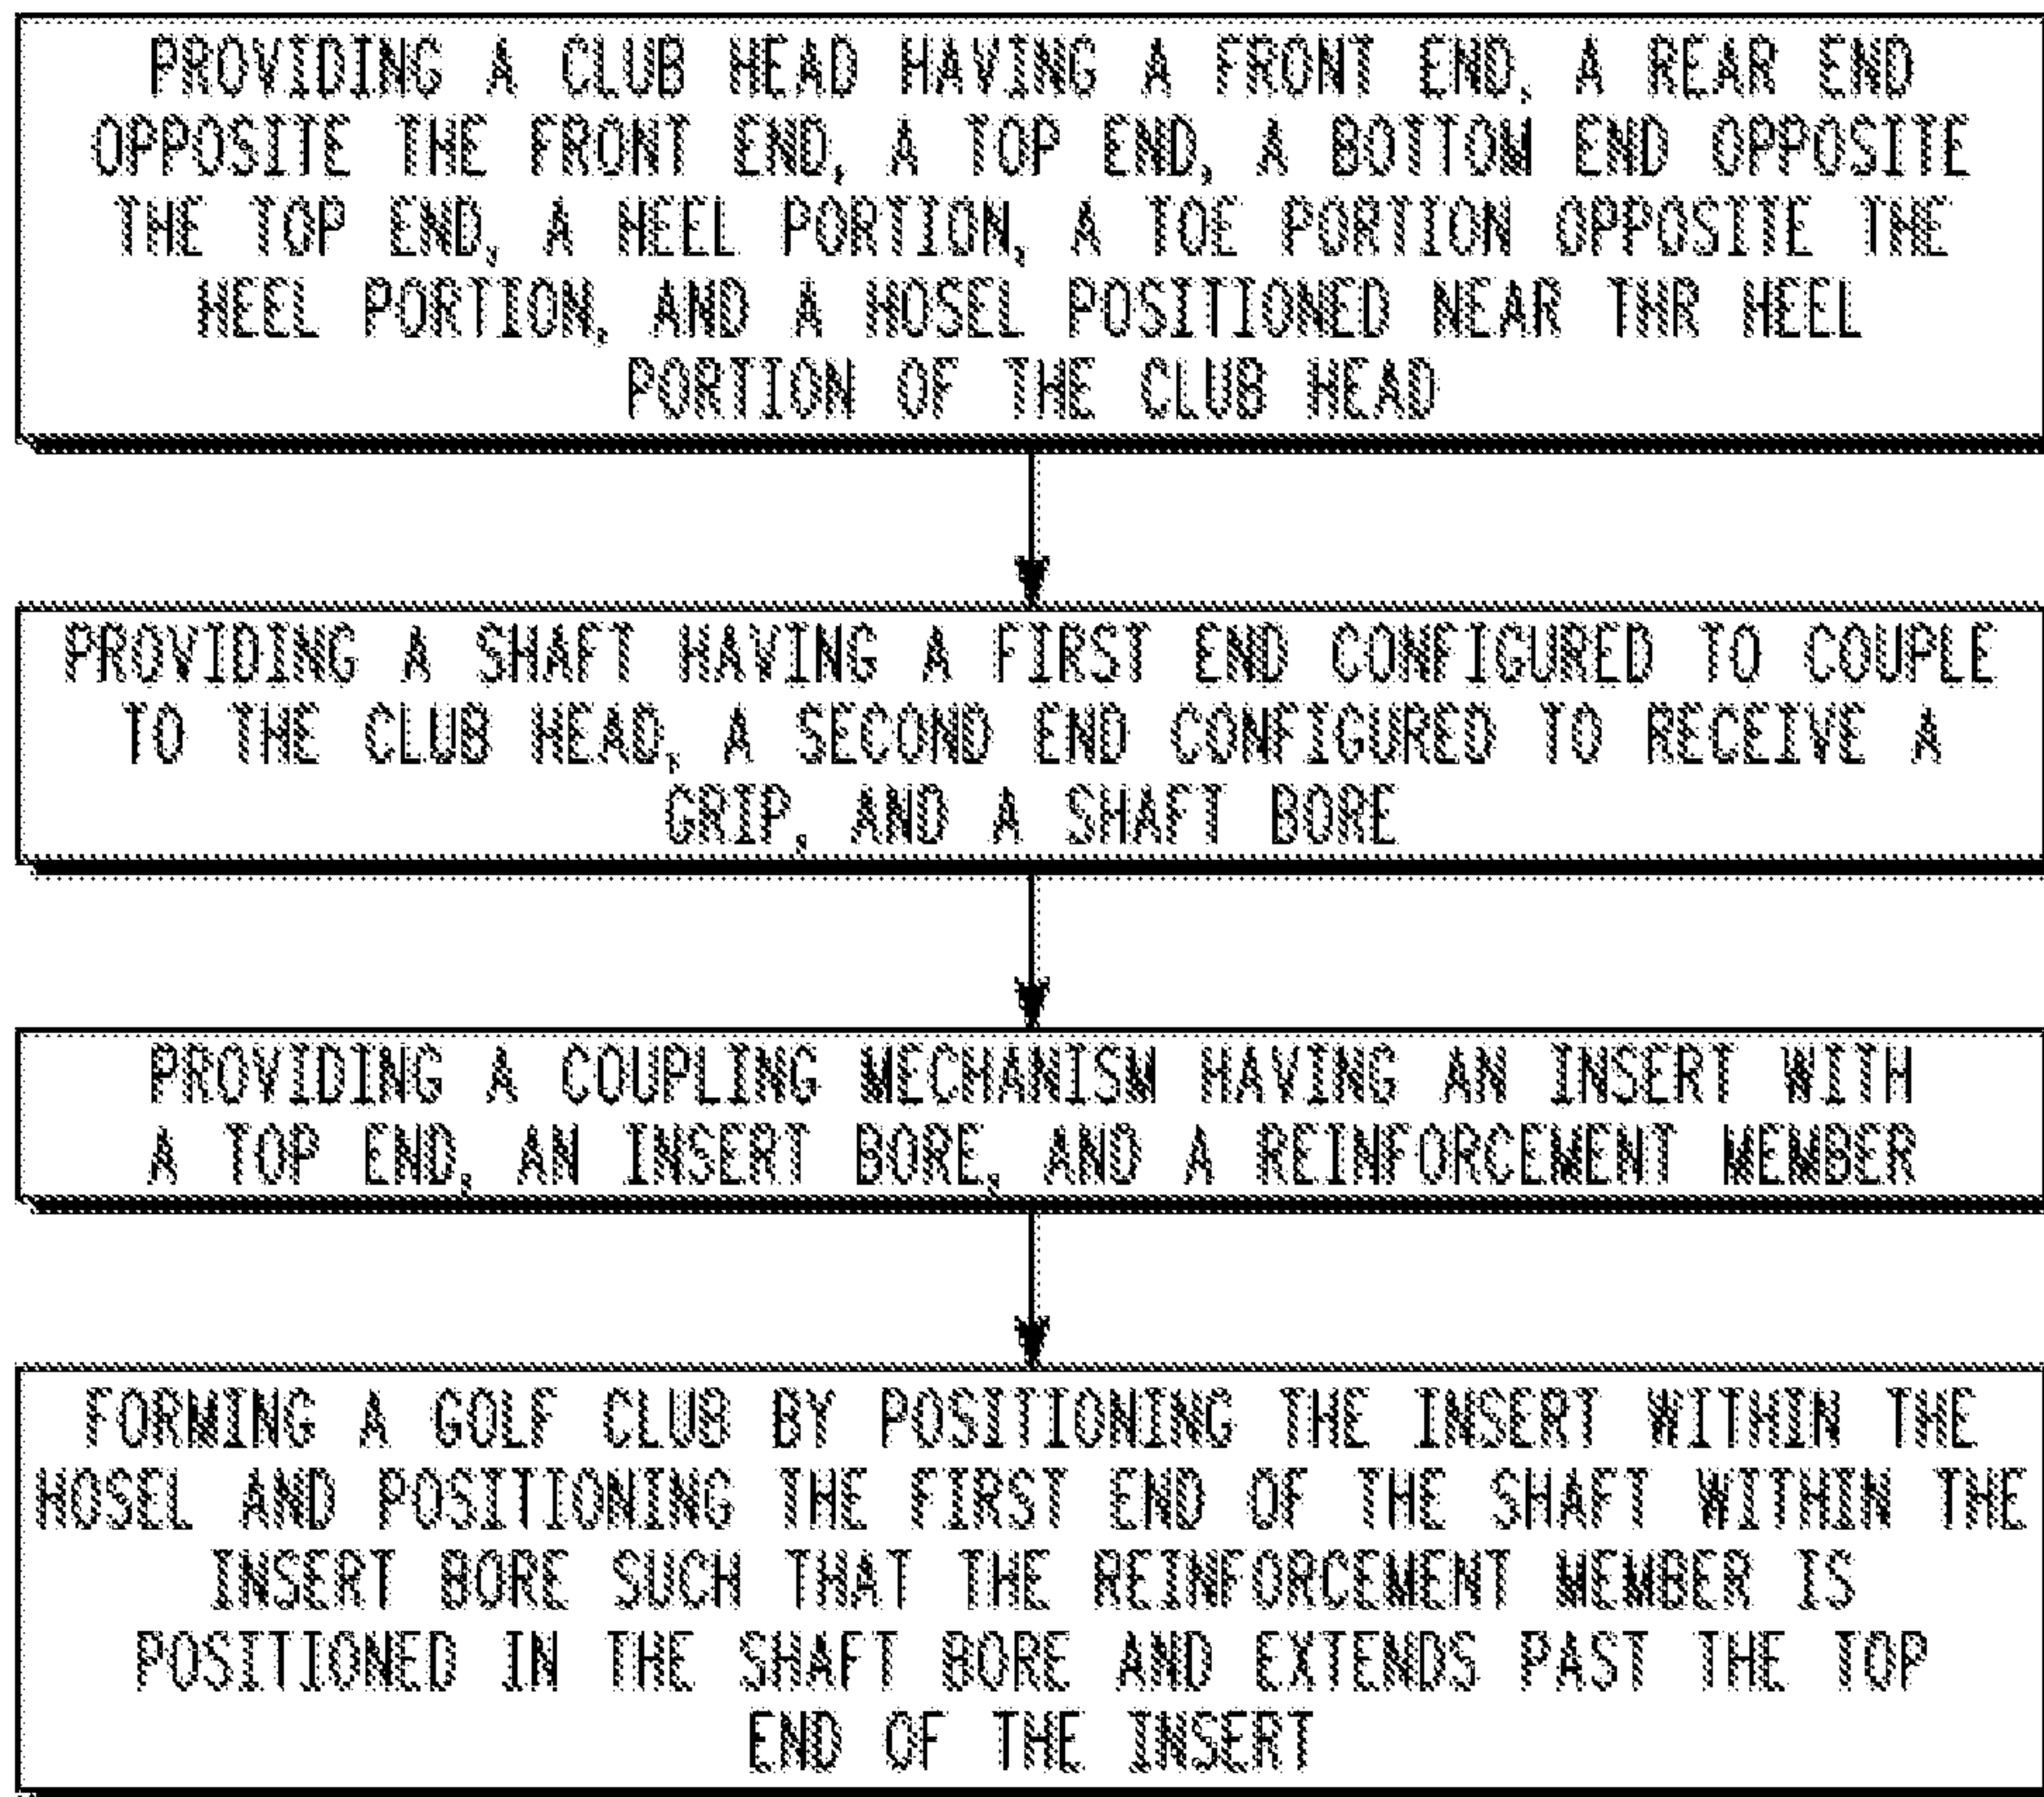 PROVIDING A CLUB HEAD HAVING A FRONT END, A REAR END
OPPOSITE THE FRONT END, A TOP END, A BOTTOM END OPPOSITE
THE TOP END, A HEEL PORTION, A TOE PORTION OPPOSITE THE
HEEL PORTION, AND A HOSEL POSITIONED NEAR THR HEEL
PORTION OF THE CLUB HEAD
PROVIDING A SHAFT HAVING A FIRST END CONFIGURED TO COUPLE
TO THE CLUB HEAD, A SECOND END CONFIGURED TO RECEIVE A
GRIP, AND A SHAFT BORE
PROVIDING A COUPLING MECHANISM HAVING AN INSERT WITH
A TOP END, AN INSERT BORE, AND A REINFORCEMENT MEMBER
FORMING A GOLF CLUB BY POSITIONING THE INSERT WITHIN THE
HOSEL AND POSITIONING THE FIRST END OF THE SHAFT WITHIN THE
INSERT BORE SUCH THAT THE REINFORCEMENT MEMBER IS
POSITIONED IN THE SHAFT BORE AND EXTENDS PAST THE TOP
END OF THE INSERT